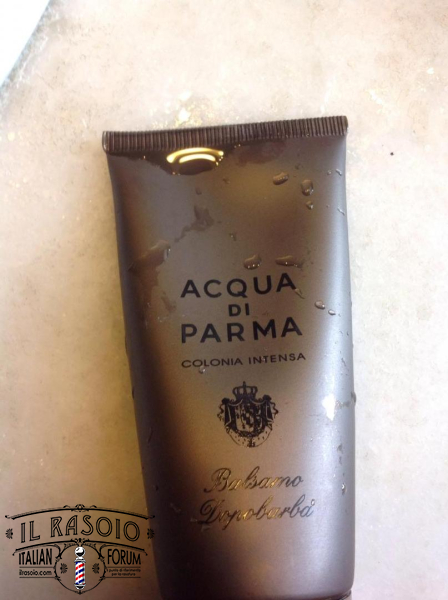 ACQUA
DI
PARMA
COLONIA INTENSA
Balsamo
Dopobarba
IL RASOIO
ITALIAN FORUM
ilrasoio.com